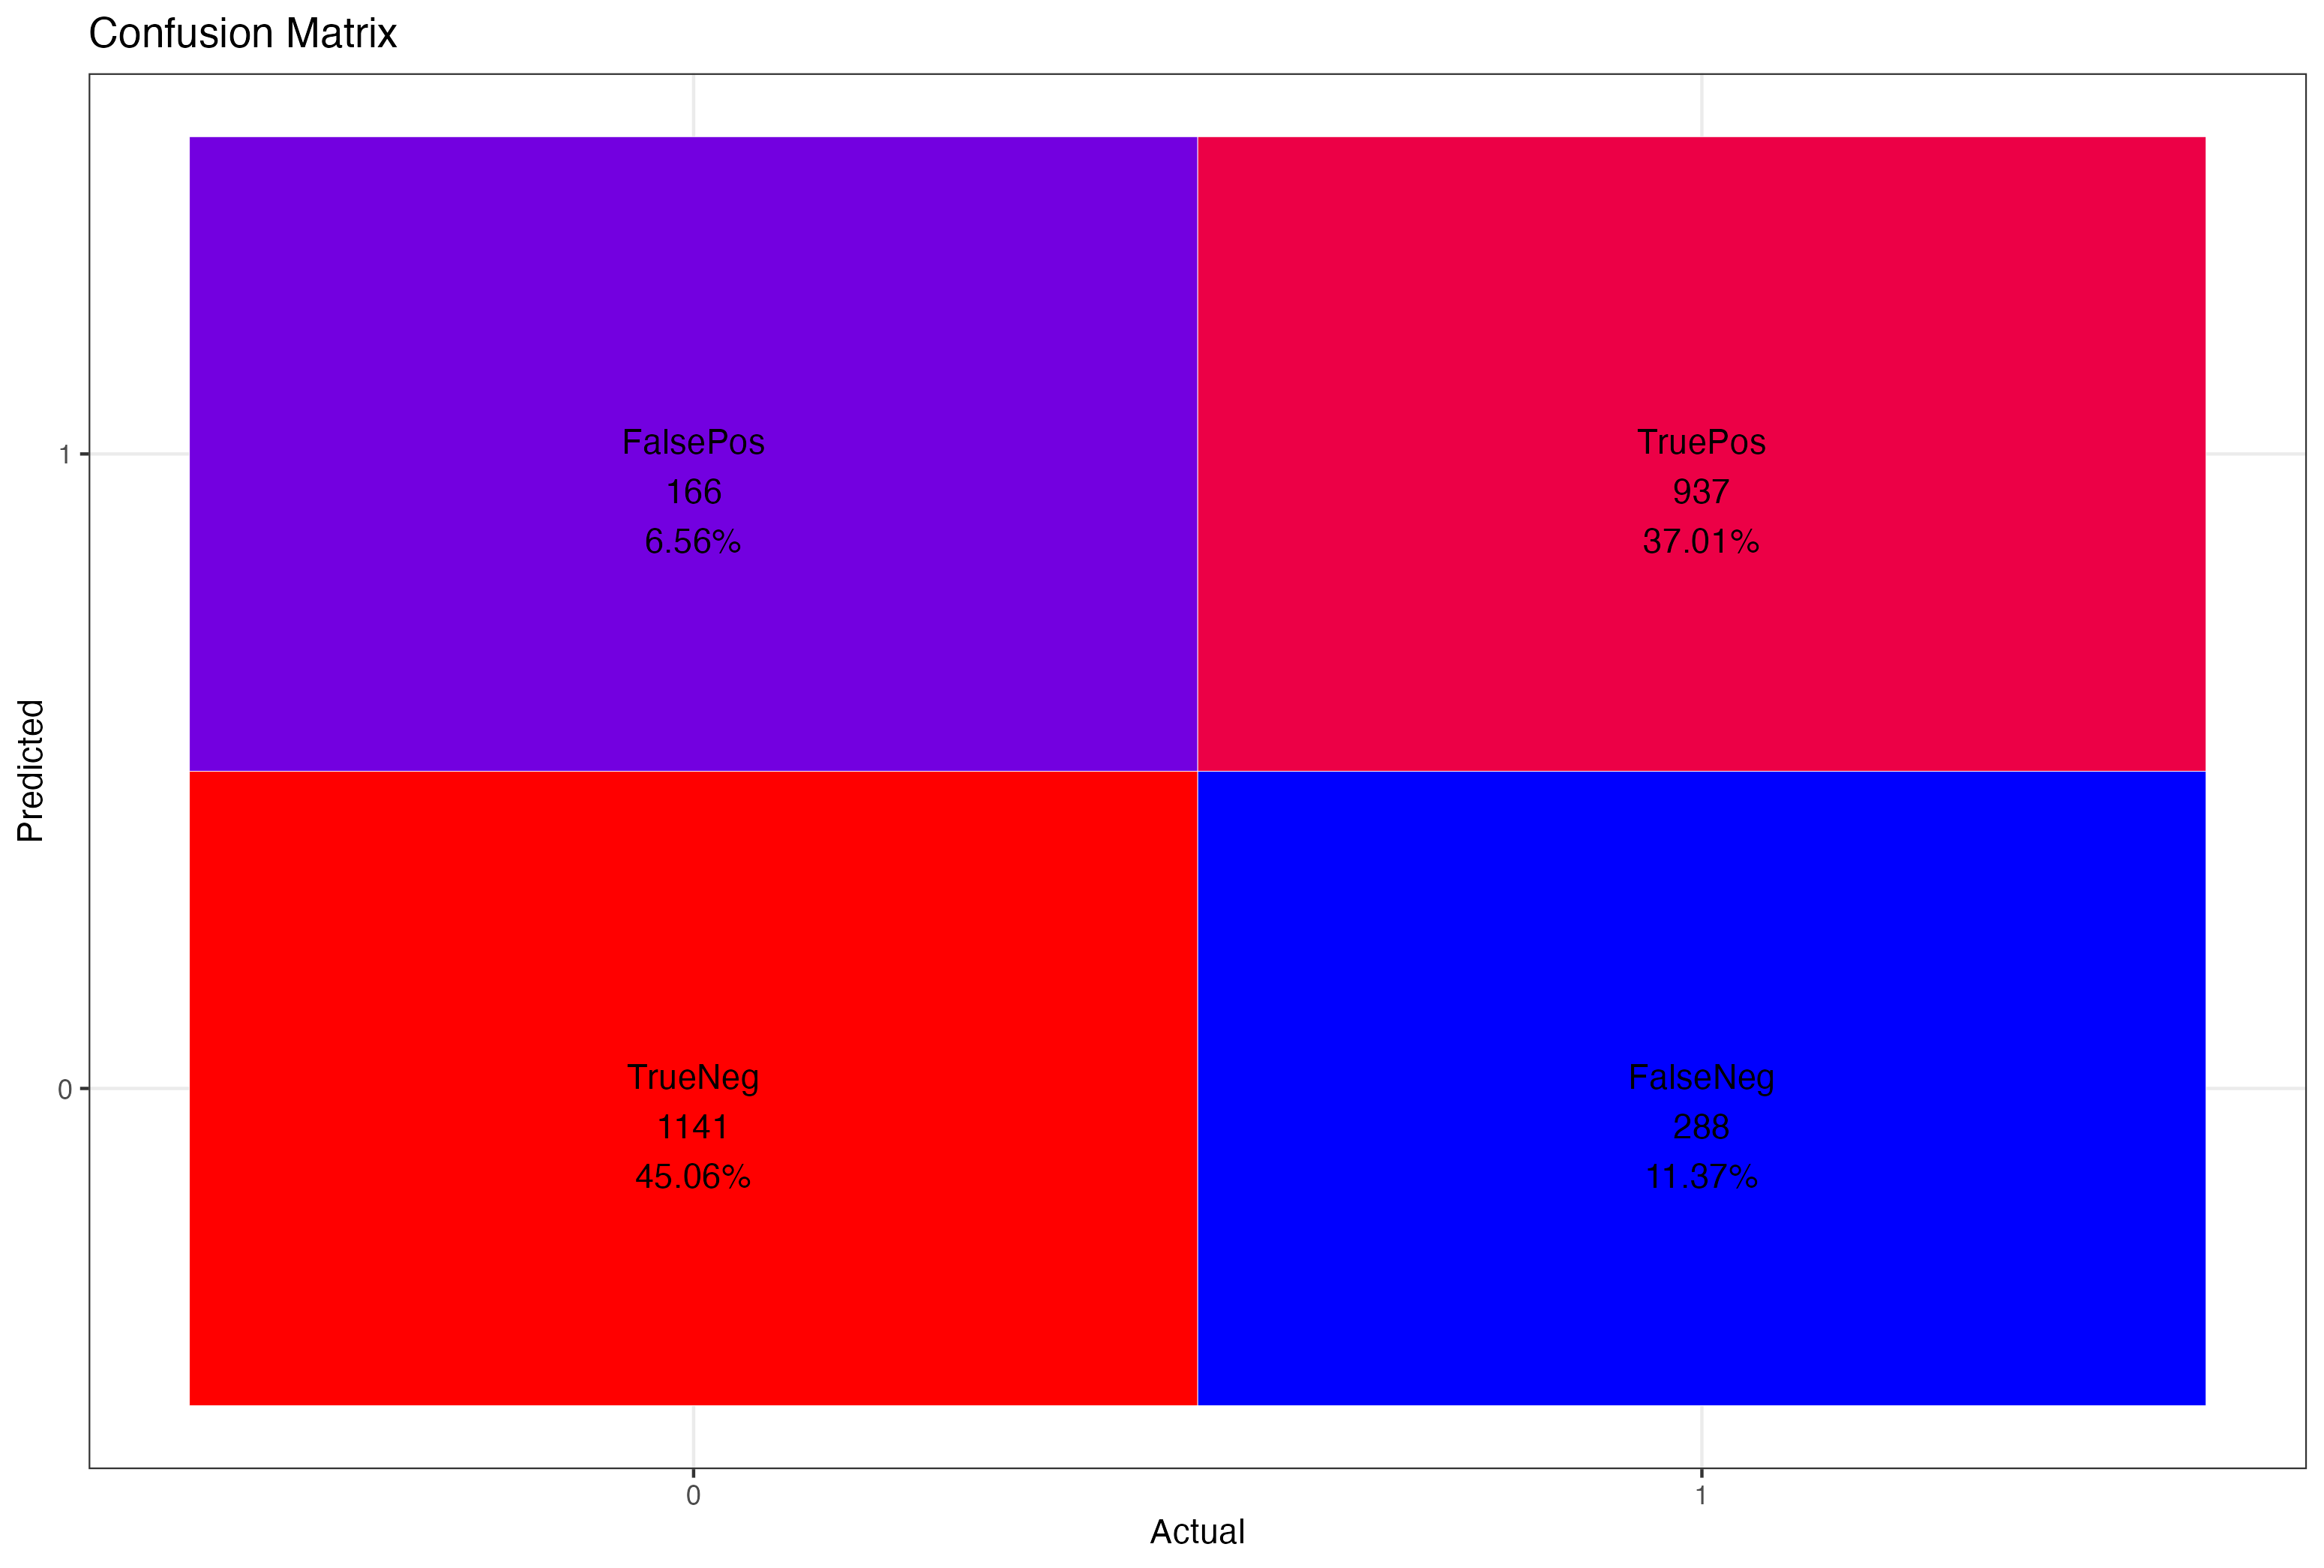 Confusion Matrix
FalsePos
166
6.56%
TruePos
937
37.01%
1
Predicted
TrueNeg
1141
45.06%
FalseNeg
288
11.37%
0
0
1
Actual